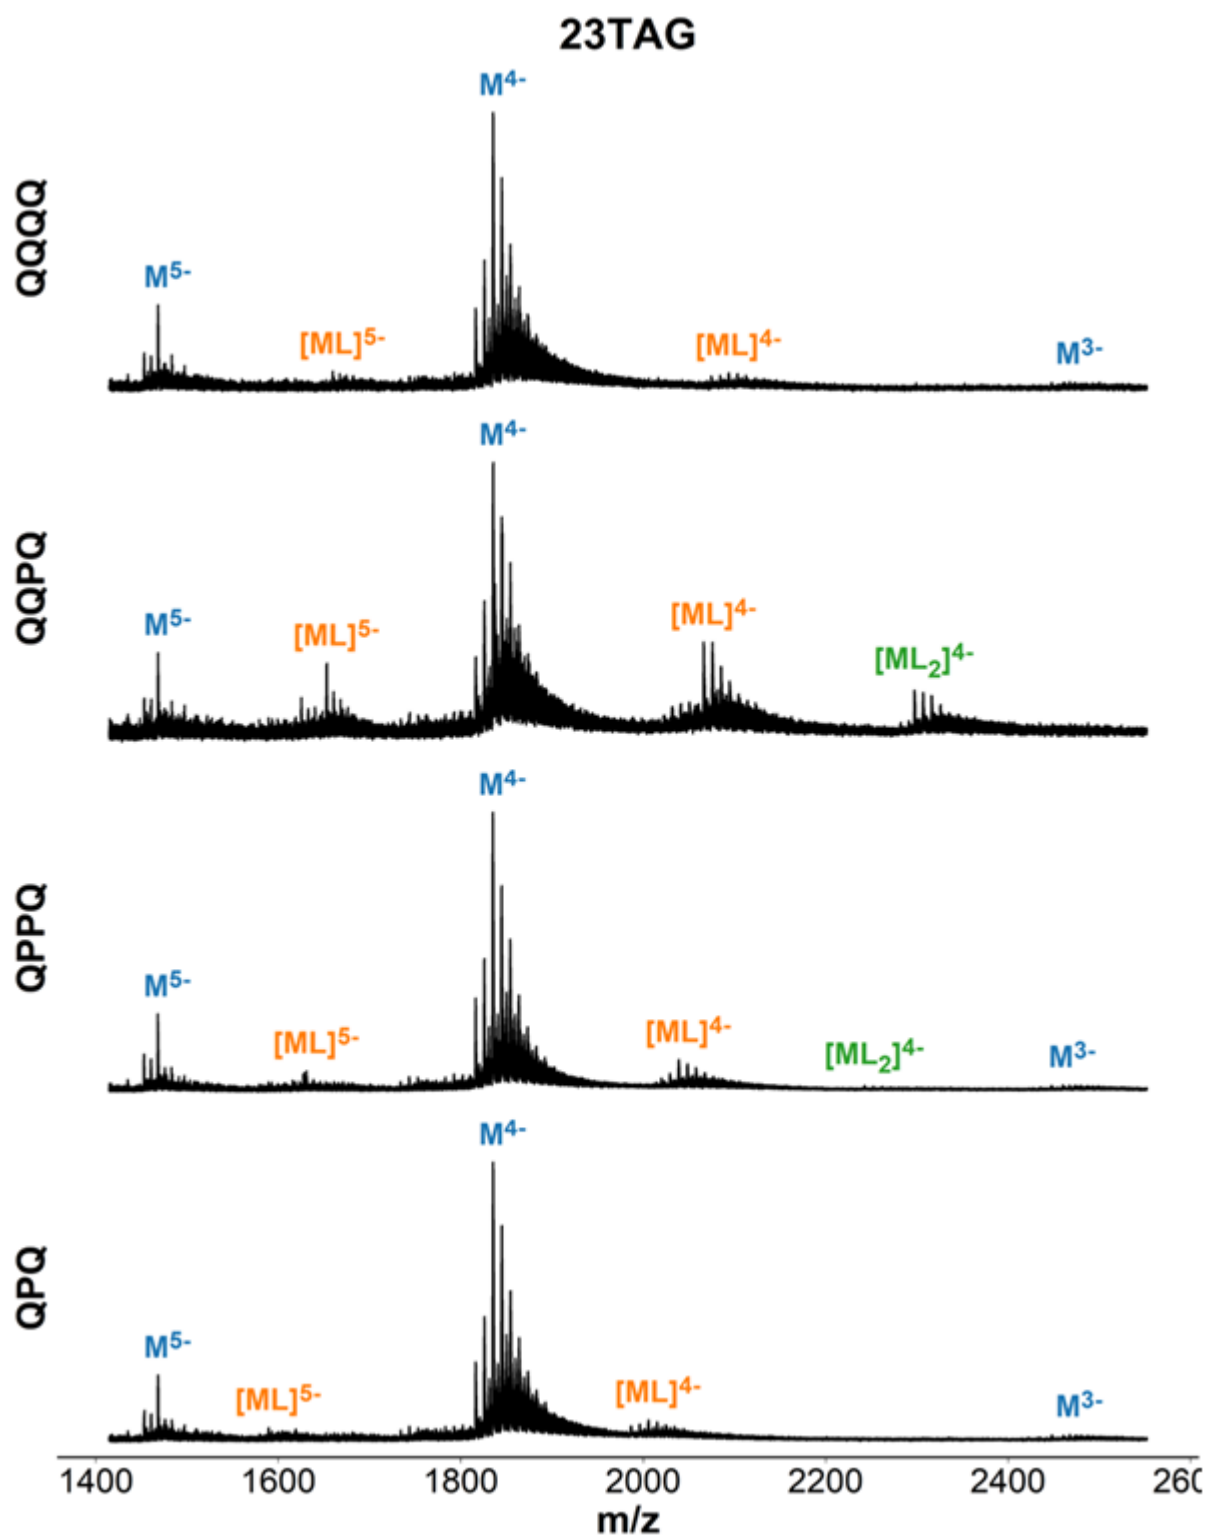 23TAG
QQQQ
M⁵⁻
[ML]⁵⁻
M⁴⁻
[ML]⁴⁻
M³⁻
QQPQ
M⁵⁻
[ML]⁵⁻
M⁴⁻
[ML]⁴⁻
[ML₂]⁴⁻
QPPQ
M⁵⁻
[ML]⁵⁻
M⁴⁻
[ML]⁴⁻
[ML₂]⁴⁻
M³⁻
QPQ
M⁵⁻
[ML]⁵⁻
M⁴⁻
[ML]⁴⁻
M³⁻
1400 1600 1800 2000 2200 2400
m/z